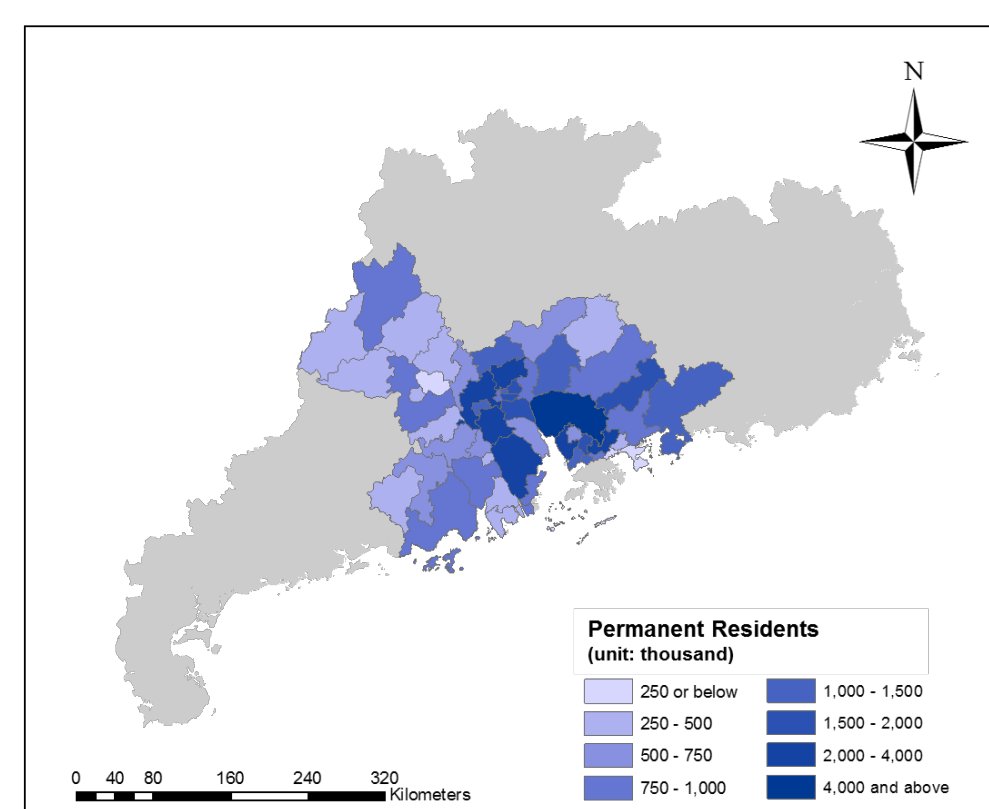 N
Permanent Residents
(unit: thousand)
250 or below
250 - 500
500 - 750
750 - 1,000
1,000 - 1,500
1,500 - 2,000
2,000 - 4,000
4,000 and above
0 40 80 160 240 320
Kilometers